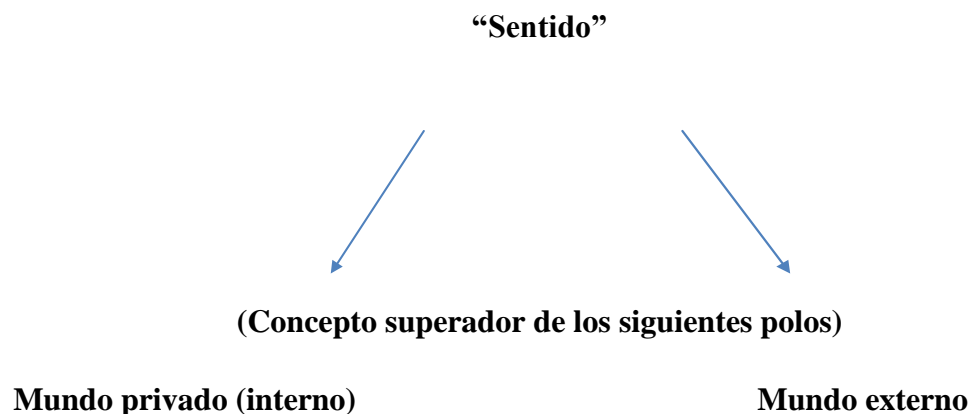 “Sentido”
(Concepto superador de los siguientes polos)
Mundo privado (interno) Mundo externo